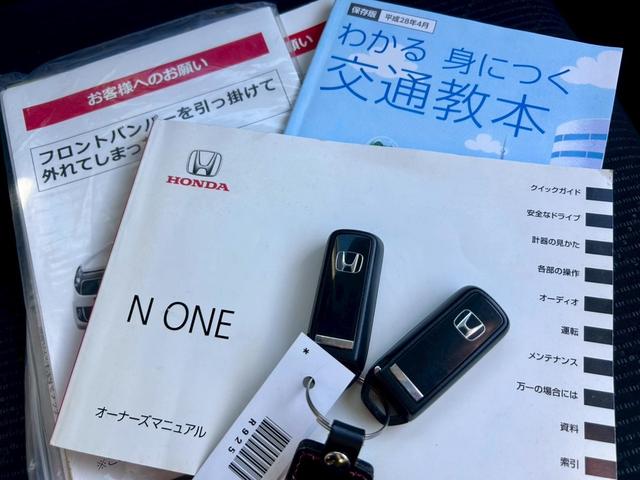 お客様へのお願い
フロントバンパーを引っ掛けて
外れてしまっ
願い
保存版 平成28年4月
わかる 身につく
交通教本
HONDA
N ONE
オーナーズマニュアル
クイックガイド
安全なドライブ
計器の見かた
各部の操作
オーディオ
運転
メンテナンス
万一の場合には
資料
索引
*
R925